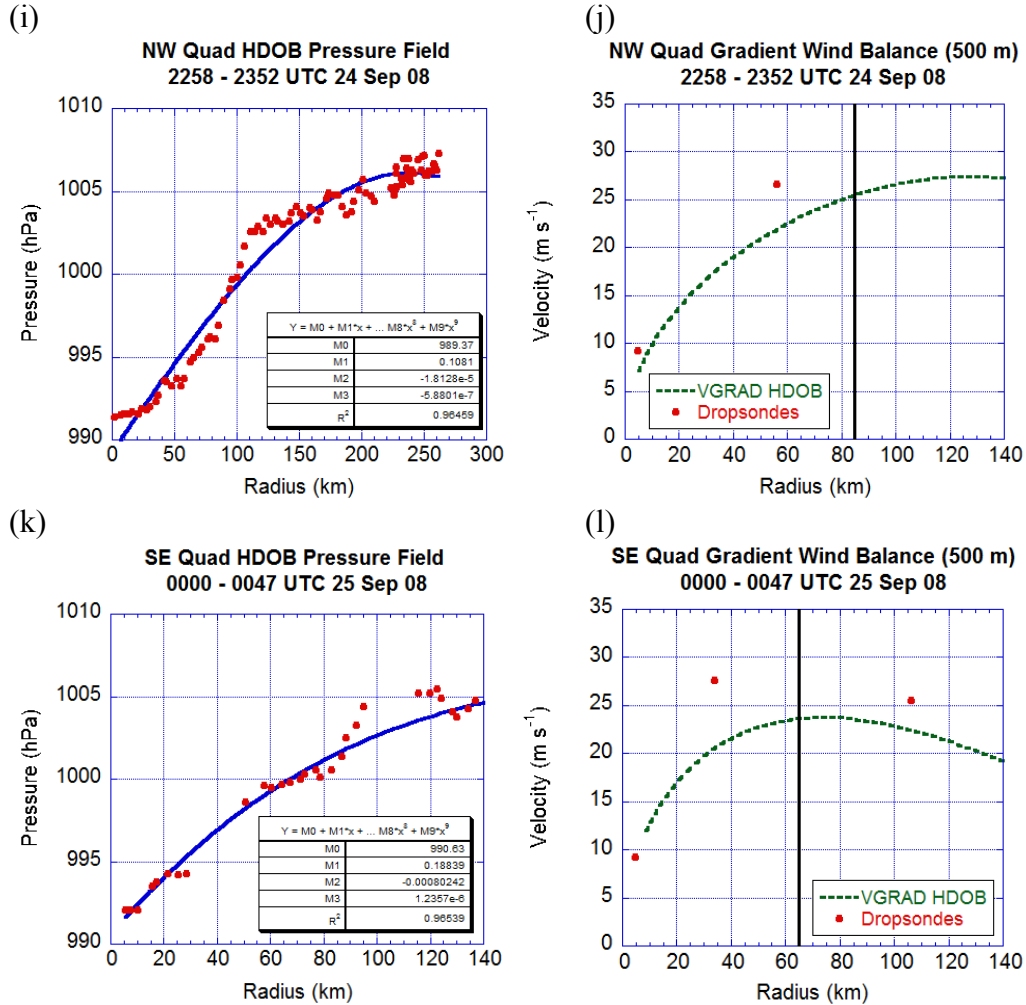 (i)
NW Quad HDOB Pressure Field
2258 - 2352 UTC 24 Sep 08
1010
1005
1000
995
990
Pressure (hPa)
0 50 100 150 200 250 300
Radius (km)
Y = M0 + M1*x + ... M8*x⁸ + M9*x⁹
M0 989.37
M1 0.1081
M2 -1.8128e-5
M3 -5.8801e-7
R² 0.96459
(j)
NW Quad Gradient Wind Balance (500 m)
2258 - 2352 UTC 24 Sep 08
35
30
25
20
15
10
5
0
Velocity (m s⁻¹)
0 20 40 60 80 100 120 140
Radius (km)
VGRAD HDOB
Dropsondes
(k)
SE Quad HDOB Pressure Field
0000 - 0047 UTC 25 Sep 08
1010
1005
1000
995
990
Pressure (hPa)
0 20 40 60 80 100 120 140
Radius (km)
Y = M0 + M1*x + ... M8*x⁸ + M9*x⁹
M0 990.63
M1 0.18839
M2 -0.00080242
M3 1.2357e-6
R² 0.96539
(l)
SE Quad Gradient Wind Balance (500 m)
0000 - 0047 UTC 25 Sep 08
35
30
25
20
15
10
5
0
Velocity (m s⁻¹)
0 20 40 60 80 100 120 140
Radius (km)
VGRAD HDOB
Dropsondes